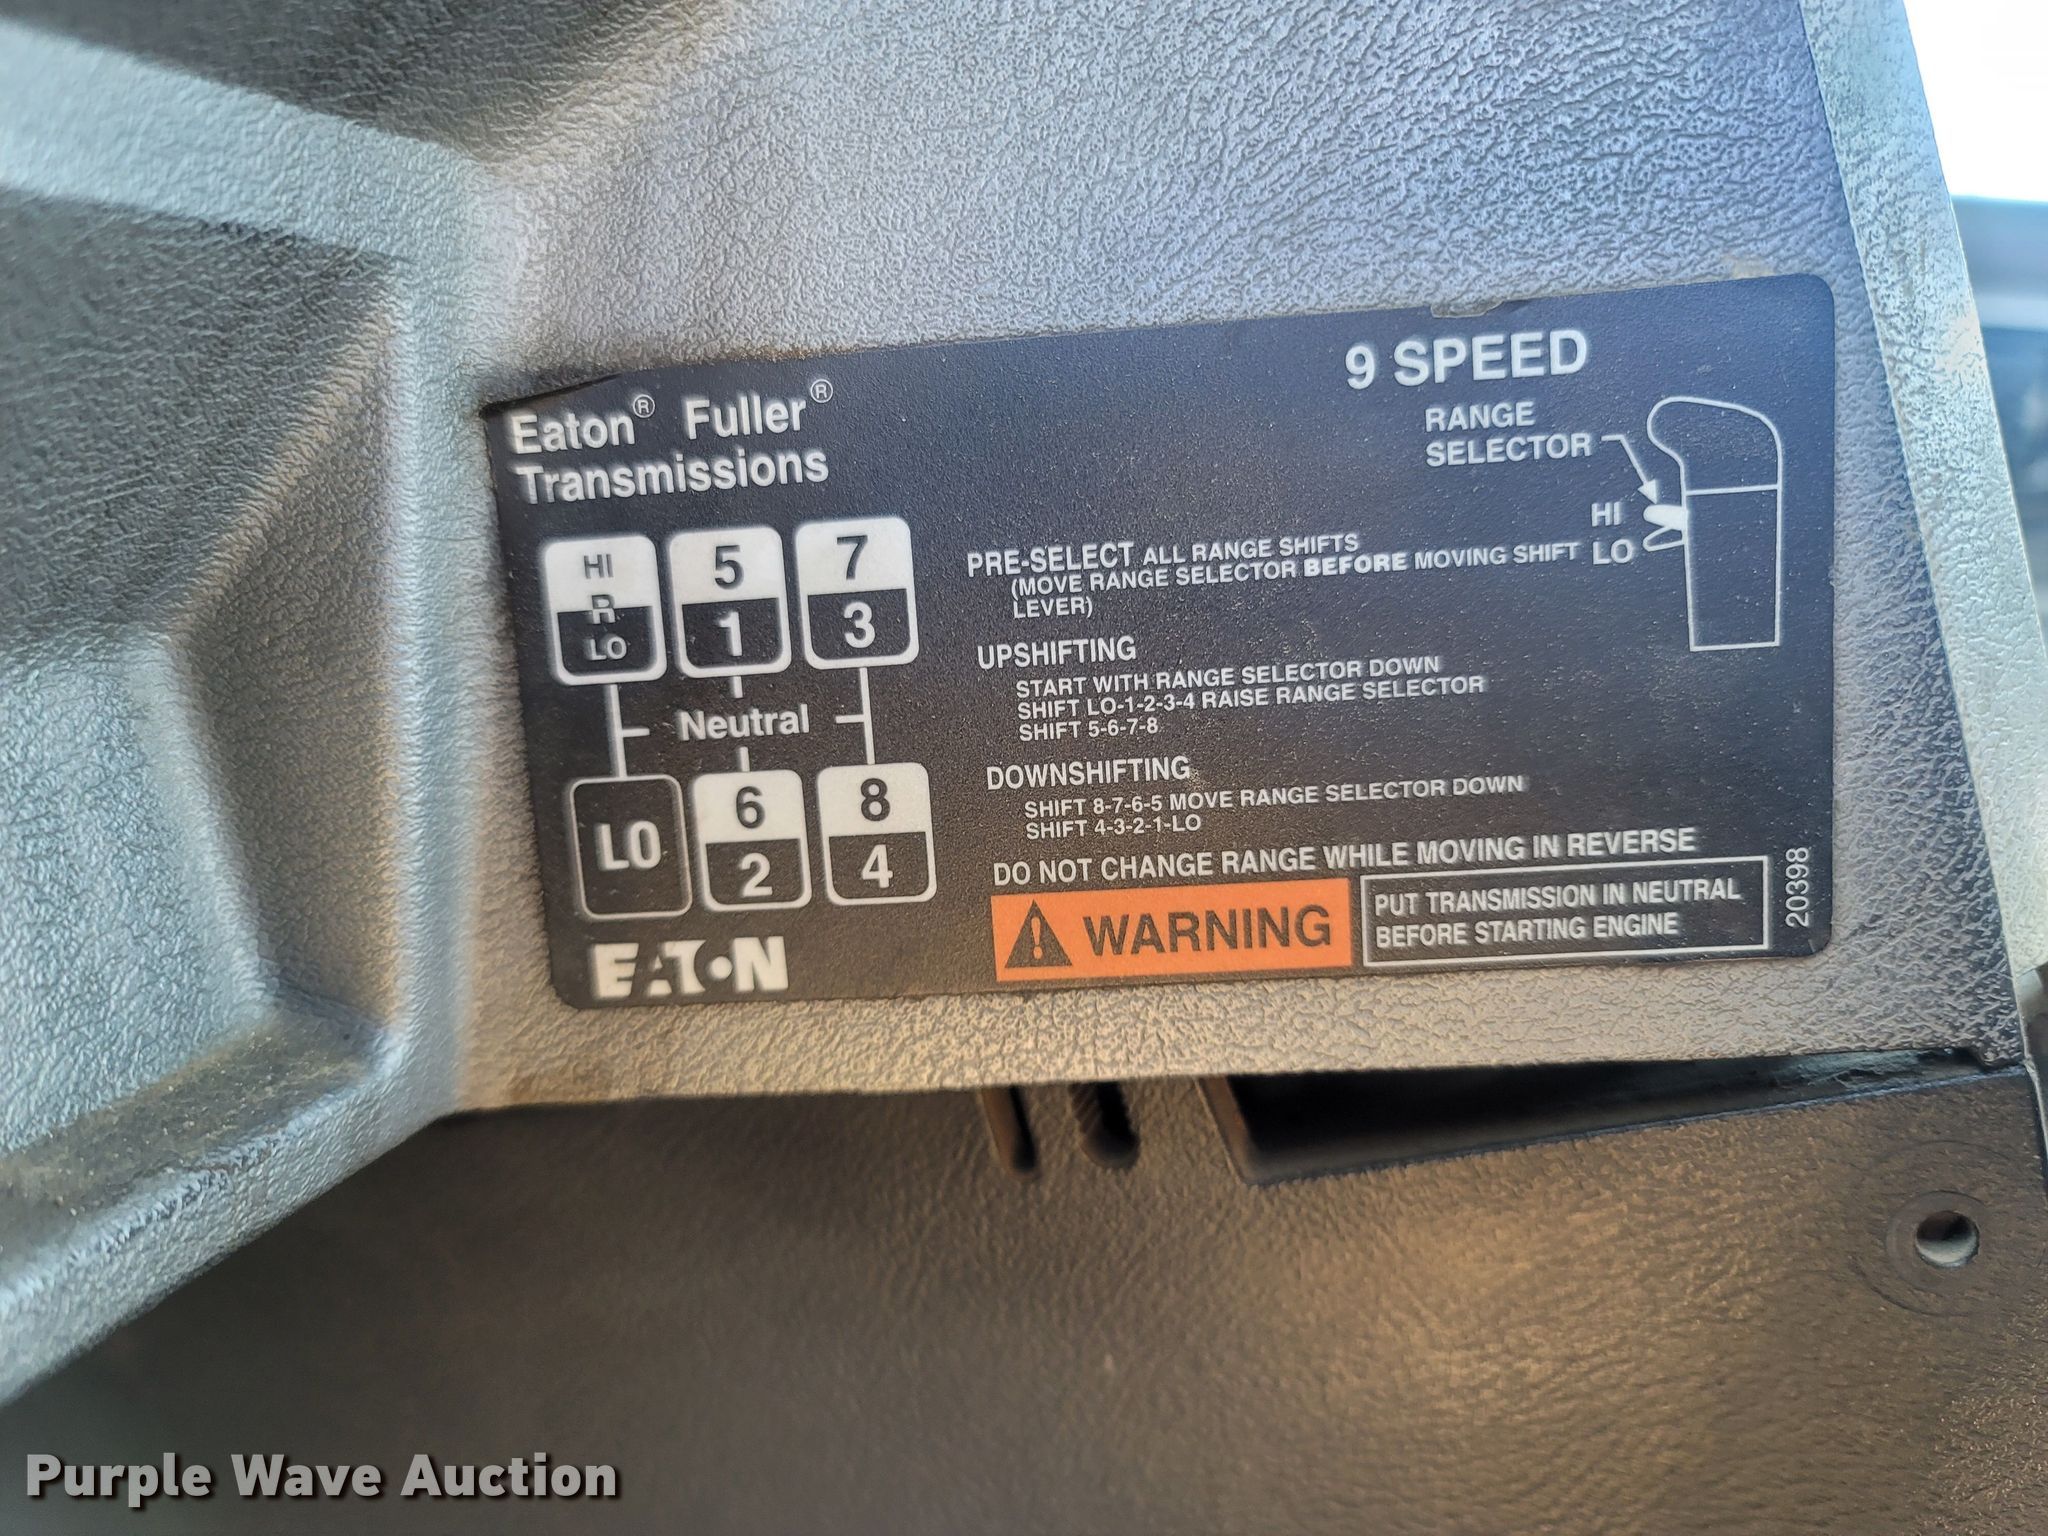 Eaton® Fuller®
Transmissions
9 SPEED
RANGE
SELECTOR
HI
LO
HI
R
LO
5
1
7
3
Neutral
LO
6
2
8
4
EATON
PRE-SELECT ALL RANGE SHIFTS
(MOVE RANGE SELECTOR BEFORE MOVING SHIFT
LEVER)
UPSHIFTING
START WITH RANGE SELECTOR DOWN
SHIFT LO-1-2-3-4 RAISE RANGE SELECTOR
SHIFT 5-6-7-8
DOWNSHIFTING
SHIFT 8-7-6-5 MOVE RANGE SELECTOR DOWN
SHIFT 4-3-2-1-LO
DO NOT CHANGE RANGE WHILE MOVING IN REVERSE
WARNING
PUT TRANSMISSION IN NEUTRAL
BEFORE STARTING ENGINE
20398
Purple Wave Auction